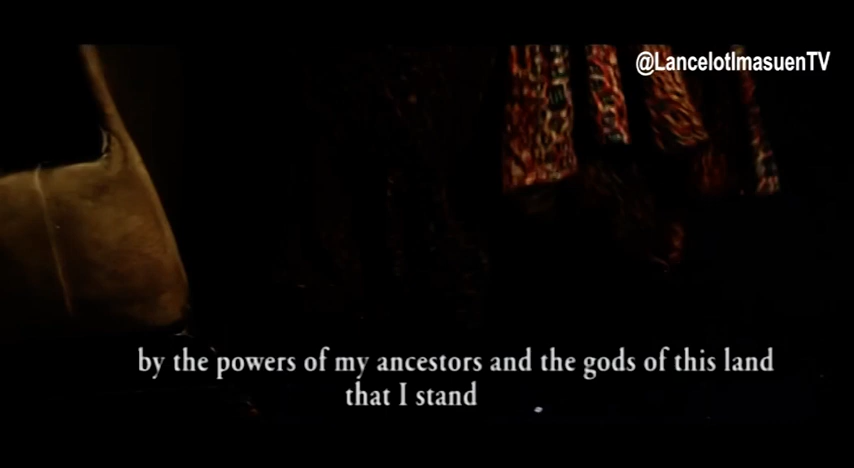 @LancelotImasuenTV
by the powers of my ancestors and the gods of this land
that I stand